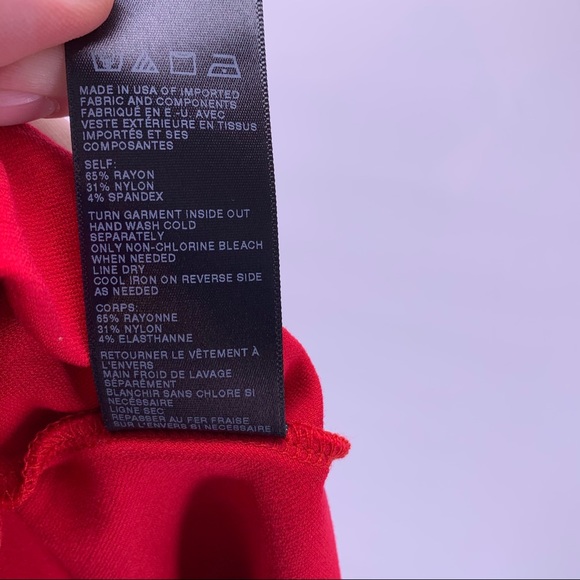 MADE IN USA OF IMPORTED
FABRIC AND COMPONENTS
FABRIQUÉ EN É.-U. AVEC
VESTE EXTÉRIEURE EN TISSUS
IMPORTÉS ET SES
COMPOSANTES
SELF:
65% RAYON
31% NYLON
4% SPANDEX
TURN GARMENT INSIDE OUT
HAND WASH COLD
SEPARATELY
ONLY NON-CHLORINE BLEACH
WHEN NEEDED
LINE DRY
COOL IRON ON REVERSE SIDE
AS NEEDED
CORPS:
65% RAYONNE
31% NYLON
4% ELASTHANNE
RETOURNER LE VÊTEMENT À
L'ENVERS
MAIN FROID DE LAVAGE
SÉPARÉMENT
BLANCHIR SANS CHLORE SI
NÉCESSAIRE
LIGNE SEC
REPASSER AU FER FRAISE
SUR L'ENVERS SI NECESSAIRE